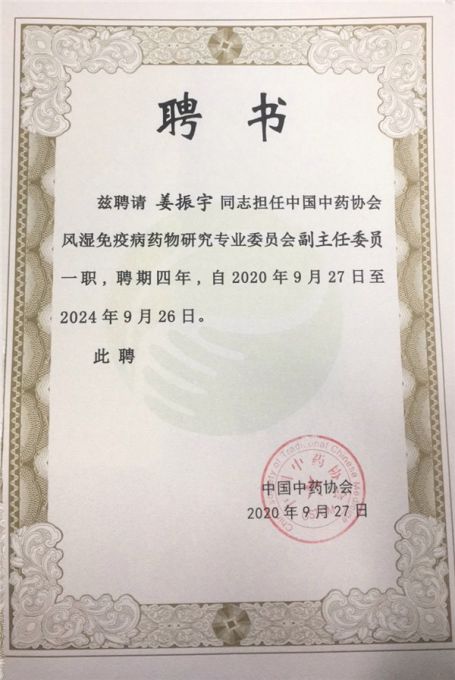 聘 书
兹聘请 姜振宇 同志担任中国中药协会
风湿免疫病药物研究专业委员会副主任委员
一职，聘期四年，自 2020 年 9 月 27 日至
2024 年 9 月 26 日。
此 聘
中国中药协会
2020 年 9 月 27 日